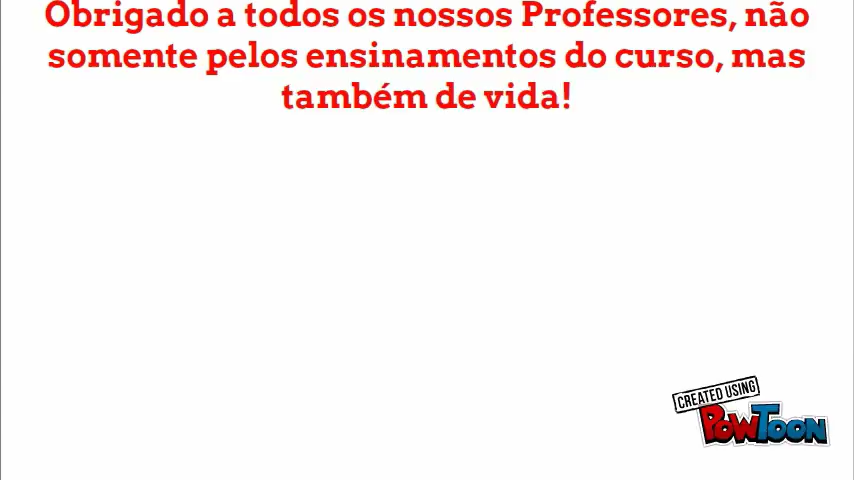 Obrigado a todos os nossos Professores, não
somente pelos ensinamentos do curso, mas
também de vida!
CREATED USING
POWTOON